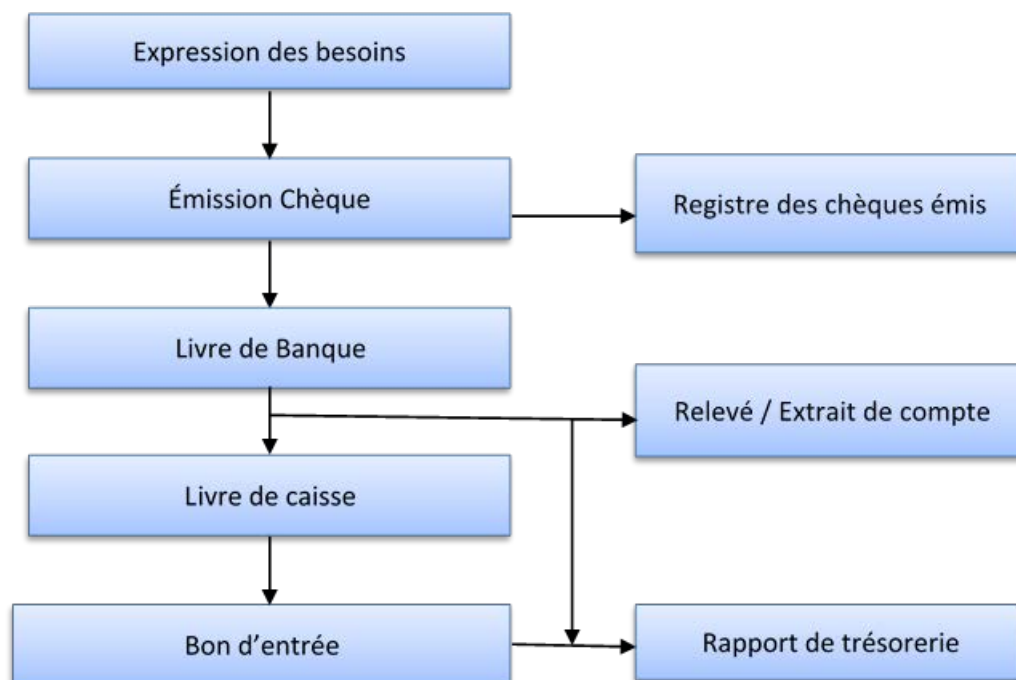 Expression des besoins
Émission Chèque
Registre des chèques émis
Livre de Banque
Relevé / Extrait de compte
Livre de caisse
Bon d’entrée
Rapport de trésorerie